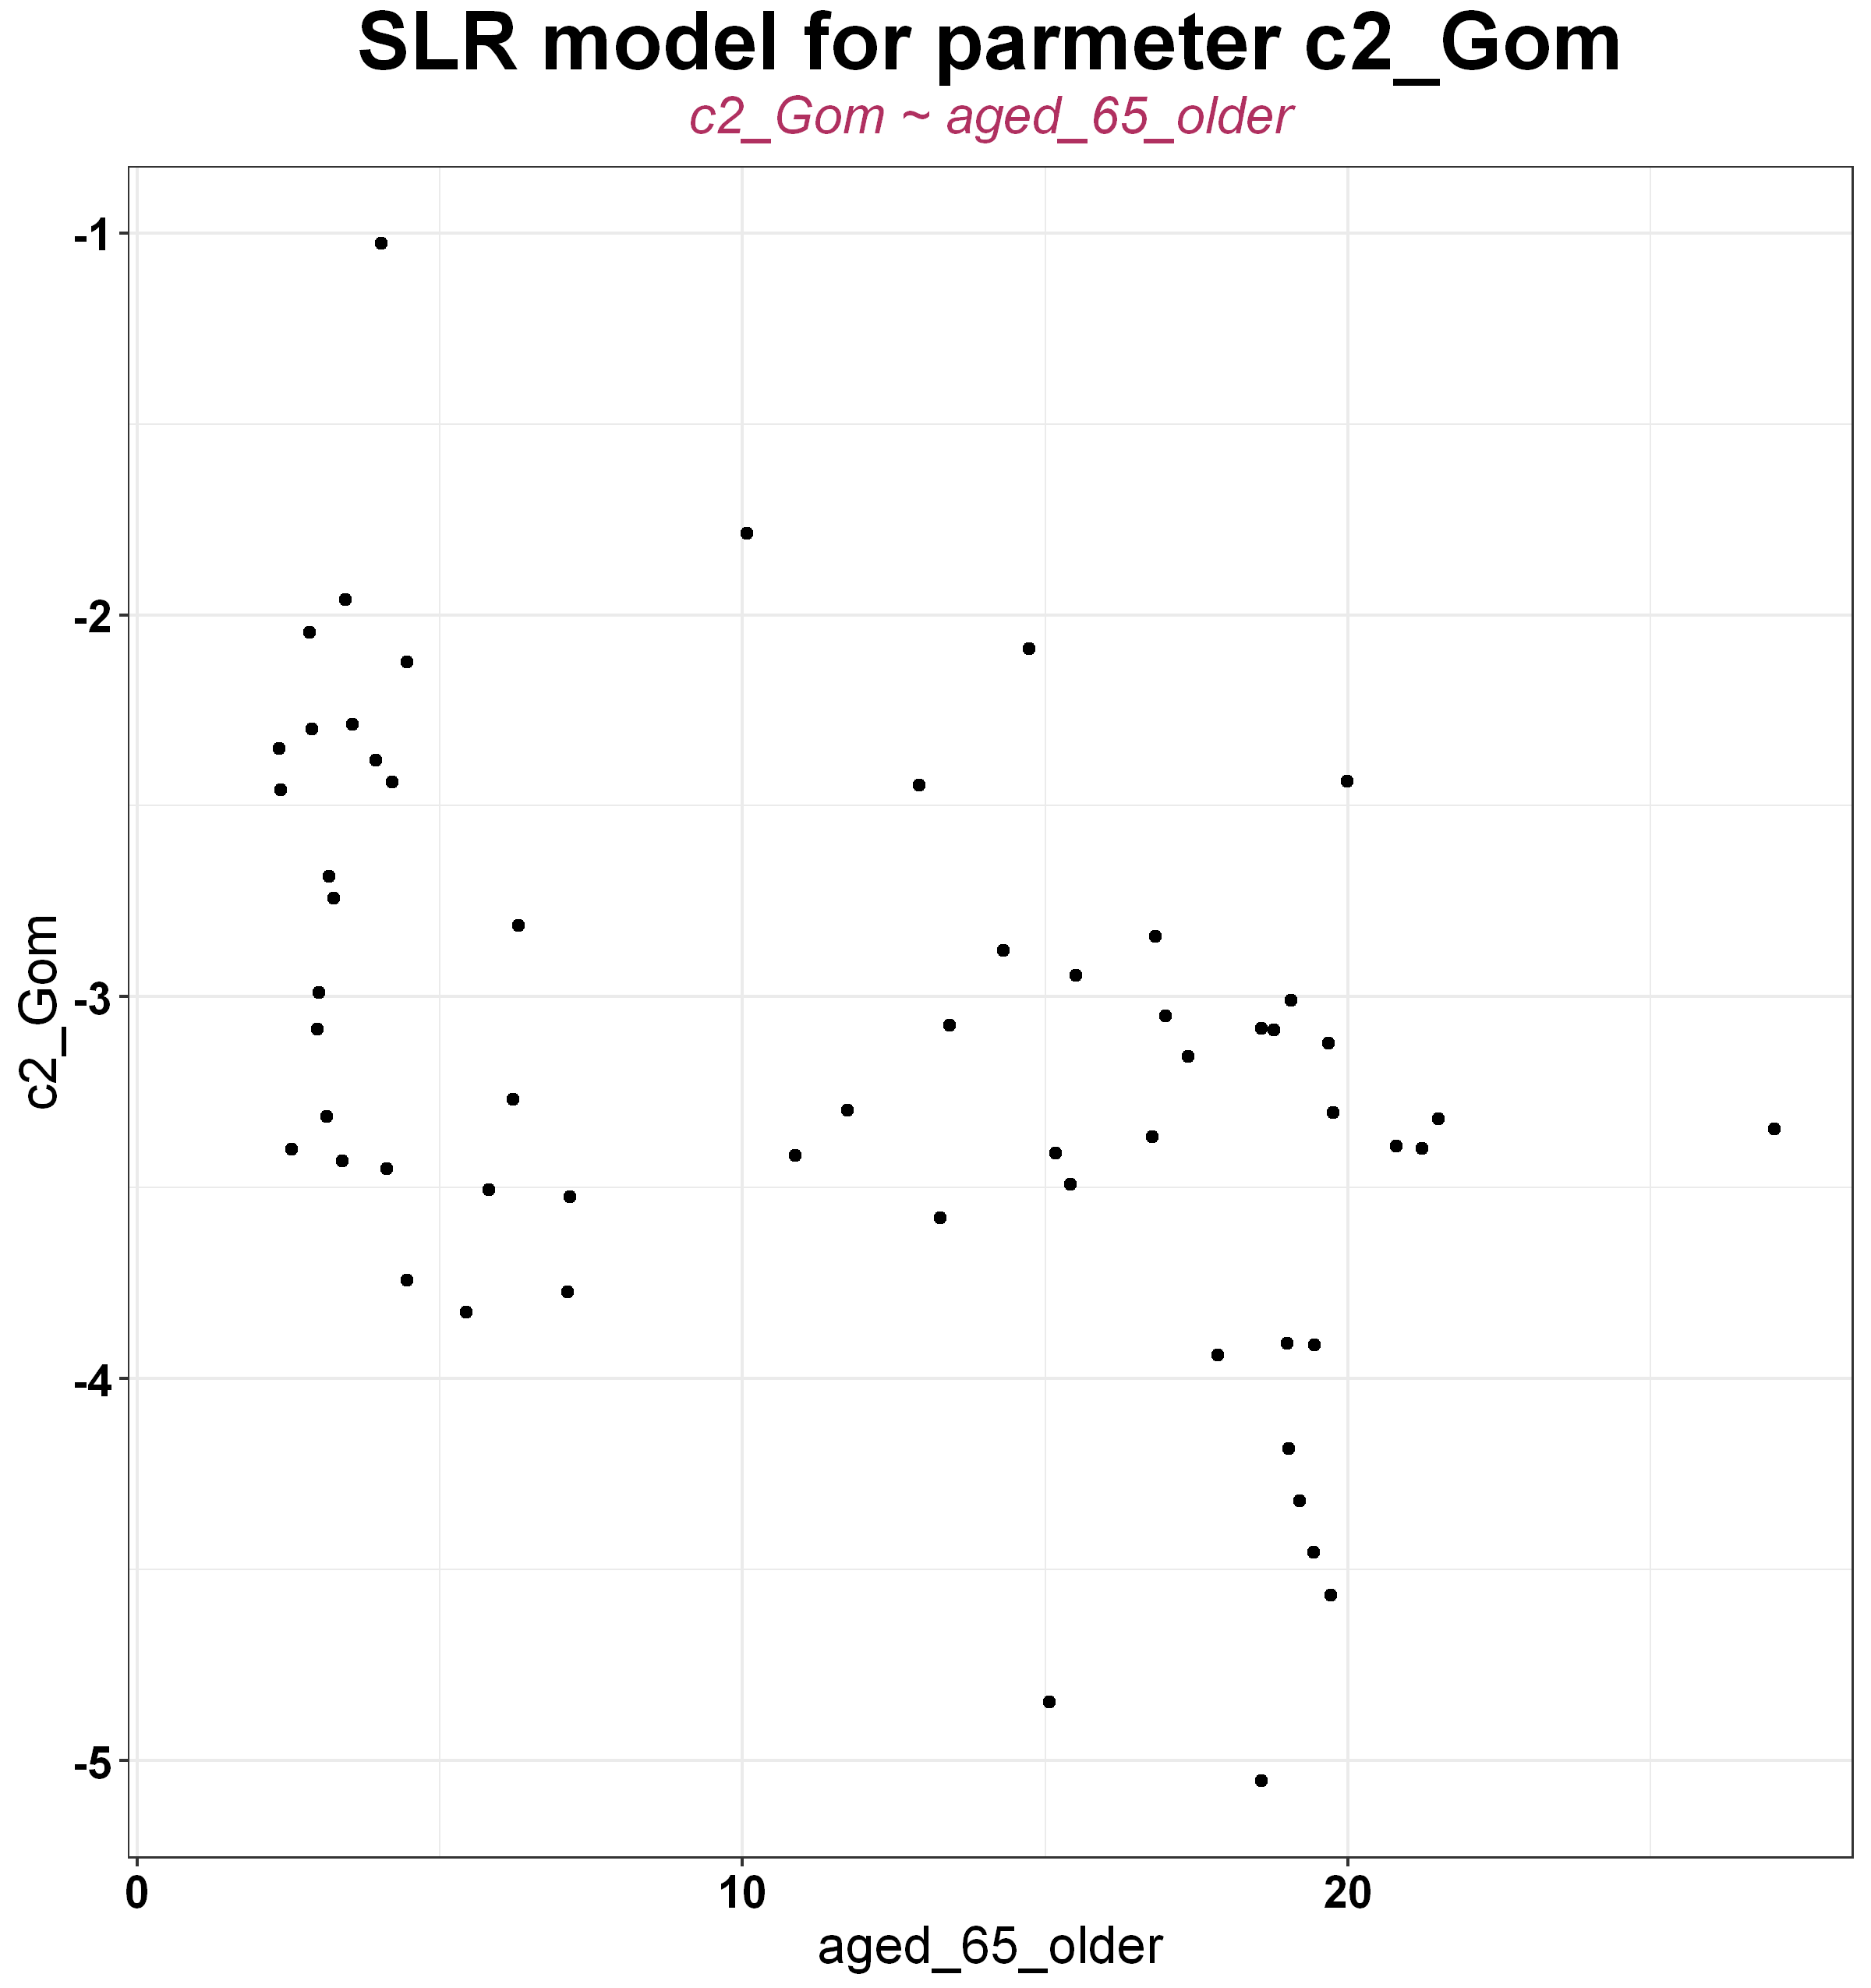 SLR model for parmeter c2_Gom
c2_Gom ~ aged_65_older
-1
-2
-3
-4
-5
c2_Gom
0 10 20
aged_65_older